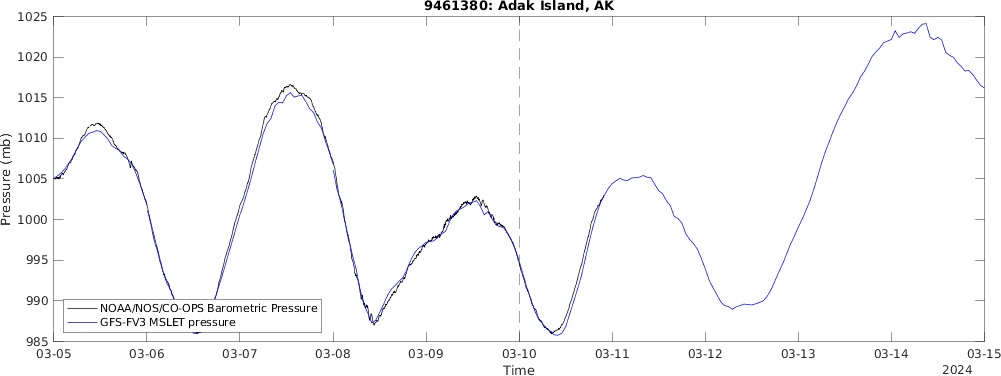 9461380: Adak Island, AK
Pressure (mb)
1025
1020
1015
1010
1005
1000
995
990
985
NOAA/NOS/CO-OPS Barometric Pressure
GFS-FV3 MSLET pressure
03-05 03-06 03-07 03-08 03-09 03-10 03-11 03-12 03-13 03-14 03-15
Time
2024